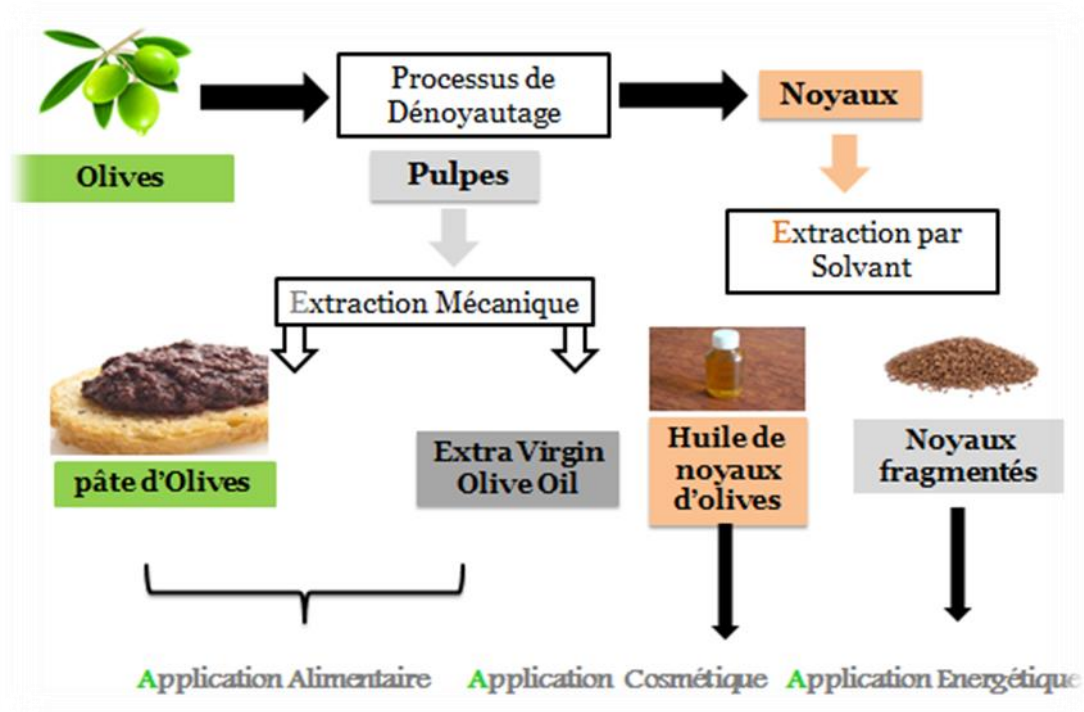 Processus de
Dénoyautage
Noyaux
Olives
Pulpes
Extraction par
Solvant
Extraction Mécanique
pâte d'Olives
Extra Virgin
Olive Oil
Huile de
noyaux
d'olives
Noyaux
fragmentés
Application Alimentaire
Application Cosmétique
Application Energétique